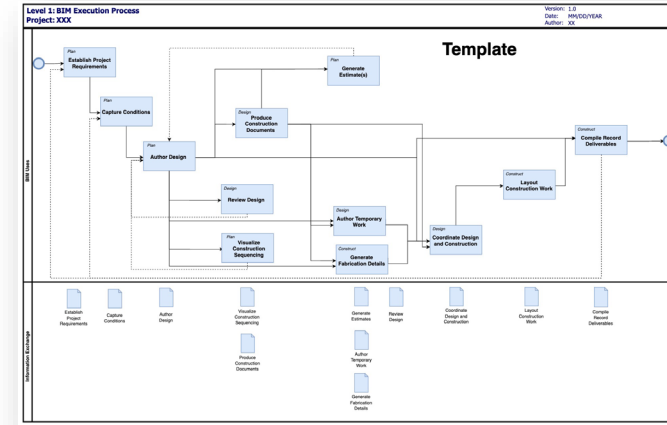 Level 1: BIM Execution Process
Project: XXX
Version: 1.0
Date: MM/DD/YEAR
Author: XX
Template
BIM Uses
Plan
Establish Project
Requirements
Plan
Capture Conditions
Plan
Author Design
Plan
Generate
Estimate(s)
Design
Produce
Construction
Documents
Design
Review Design
Plan
Visualize
Construction
Sequencing
Design
Author Temporary
Work
Construct
Generate
Fabrication Details
Design
Coordinate Design
and Construction
Construct
Layout
Construction Work
Construct
Compile Record
Deliverables
Information Exchange
Establish
Project
Requirements
Capture
Conditions
Author
Design
Visualize
Construction
Sequencing
Produce
Construction
Documents
Generate
Estimates
Author
Temporary
Work
Generate
Fabrication
Details
Review
Design
Coordinate
Design and
Construction
Layout
Construction
Work
Compile
Record
Deliverables